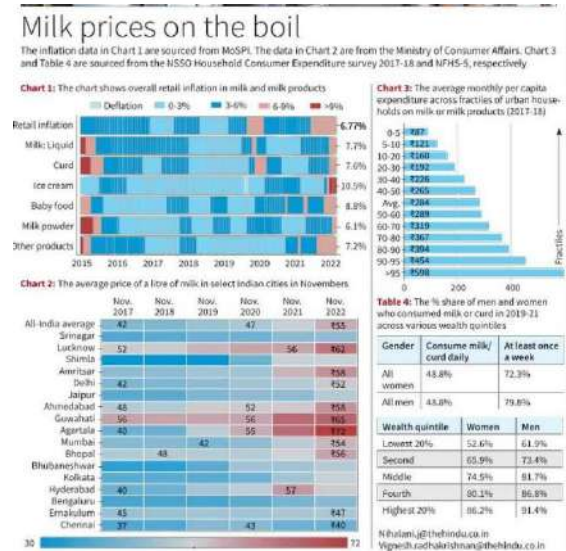 Milk prices on the boil
The inflation data in Chart 1 are sourced from MoSPI. The data in Chart 2 are from the Ministry of Consumer Affairs. Chart 3
and Table 4 are sourced from the NSSO Household Consumer Expenditure survey 2017-18 and NFHS-5, respectively
Chart 1: The chart shows overall retail inflation in milk and milk products
Deflation 0-3% 3-6% 6-9% >9%
Retail inflation 6.77%
Milk: Liquid 7.7%
Curd 7.6%
Ice cream 10.5%
Baby food 8.8%
Milk powder 6.1%
Other products 7.2%
2015 2016 2017 2018 2019 2020 2021 2022
Chart 2: The average price of a litre of milk in select Indian cities in Novembers
Nov. 2017 Nov. 2018 Nov. 2019 Nov. 2020 Nov. 2021 Nov. 2022
All-India average 42 47 ₹55
Srinagar
Lucknow 52 56 ₹62
Shimla
Amritsar ₹58
Delhi 42 ₹52
Jaipur
Ahmedabad 48 52 ₹58
Guwahati 56 56 ₹65
Agartala 40 55 ₹72
Mumbai 42 ₹54
Bhopal 48 ₹56
Bhubaneshwar
Kolkata
Hyderabad 40 57
Bengaluru
Ernakulum 45 ₹47
Chennai 37 43 ₹40
30 72
Chart 3: The average monthly per capita
expenditure across fractiles of urban house-
holds on milk or milk products (2017-18)
0-5 ₹87
5-10 ₹121
10-20 ₹160
20-30 ₹192
30-40 ₹226
40-50 ₹265
Avg. ₹284
50-60 ₹289
60-70 ₹319
70-80 ₹367
80-90 ₹394
90-95 ₹454
>95 ₹598
Fractiles
0 200 400
Table 4: The % share of men and women
who consumed milk or curd in 2019-21
across various wealth quintiles
Gender Consume milk/ curd daily At least once a week
All women 48.8% 72.3%
All men 48.8% 79.8%
Wealth quintile Women Men
Lowest 20% 52.6% 61.9%
Second 65.9% 73.4%
Middle 74.5% 81.7%
Fourth 80.1% 86.8%
Highest 20% 86.2% 91.4%
Nihalani.j@thehindu.co.in
Vignesh.radhakrishnan@thehindu.co.in